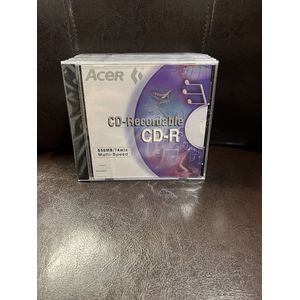 ACER
CD-Recordable
CD-R
650MB/74min
Multi-Speed